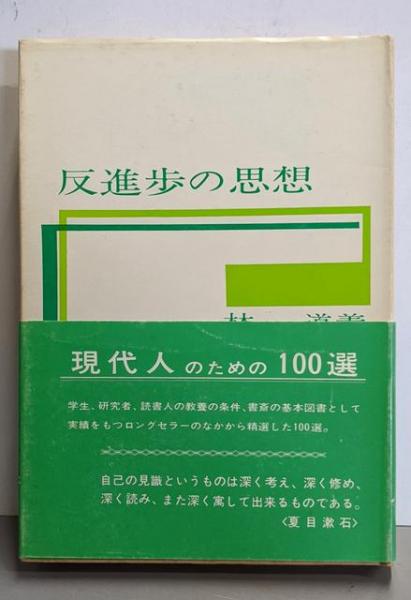 反進歩の思想
林 道義
現代人のための100選
学生、研究者、読書人の教養の条件、書斎の基本図書として
実績をもつロングセラーのなかから精選した100選。
自己の見識というものは深く考え、深く修め、
深く読み、また深く寓して出来るものである。
〈夏目漱石〉